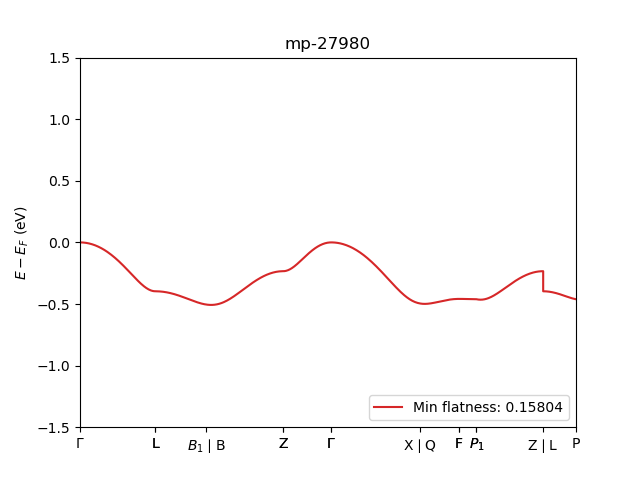 mp-27980
E − E_F (eV)
1.5
1.0
0.5
0.0
−0.5
−1.0
−1.5
Min flatness: 0.15804
Γ L B₁ | B Z Γ X | Q F P₁ Z | L P